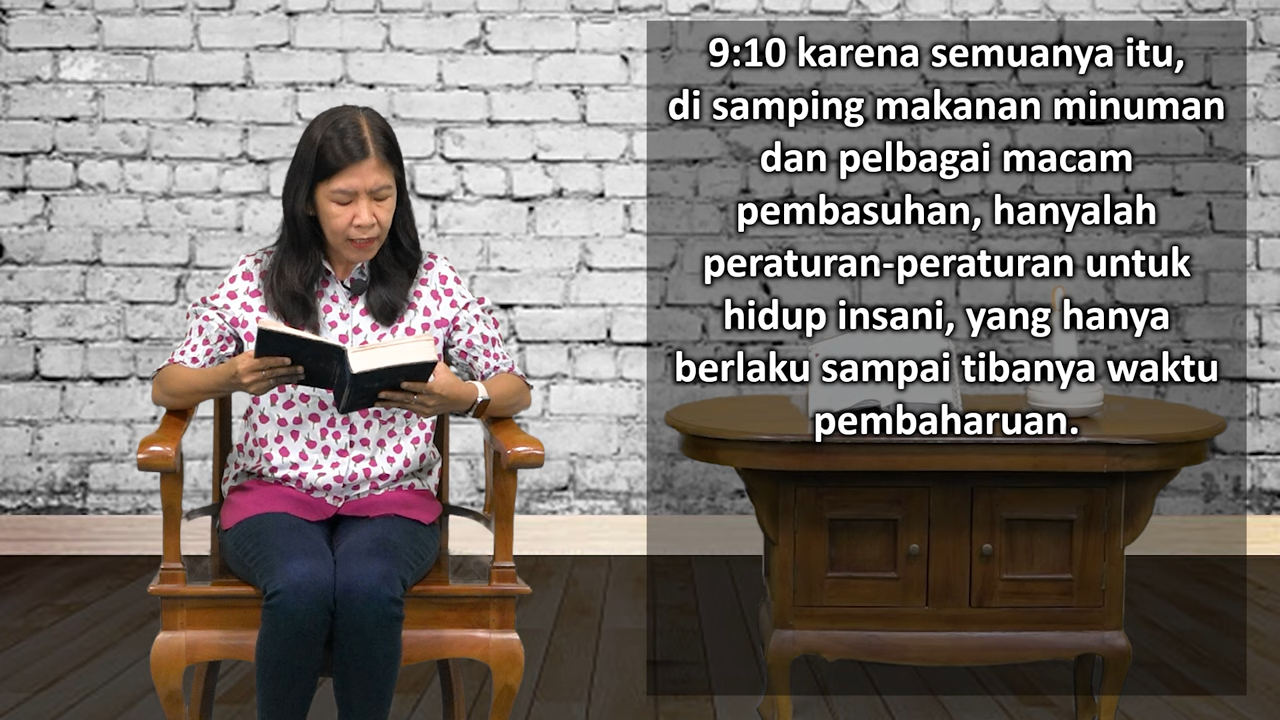 9:10 karena semuanya itu,
di samping makanan minuman
dan pelbagai macam
pembasuhan, hanyalah
peraturan-peraturan untuk
hidup insani, yang hanya
berlaku sampai tibanya waktu
pembaharuan.